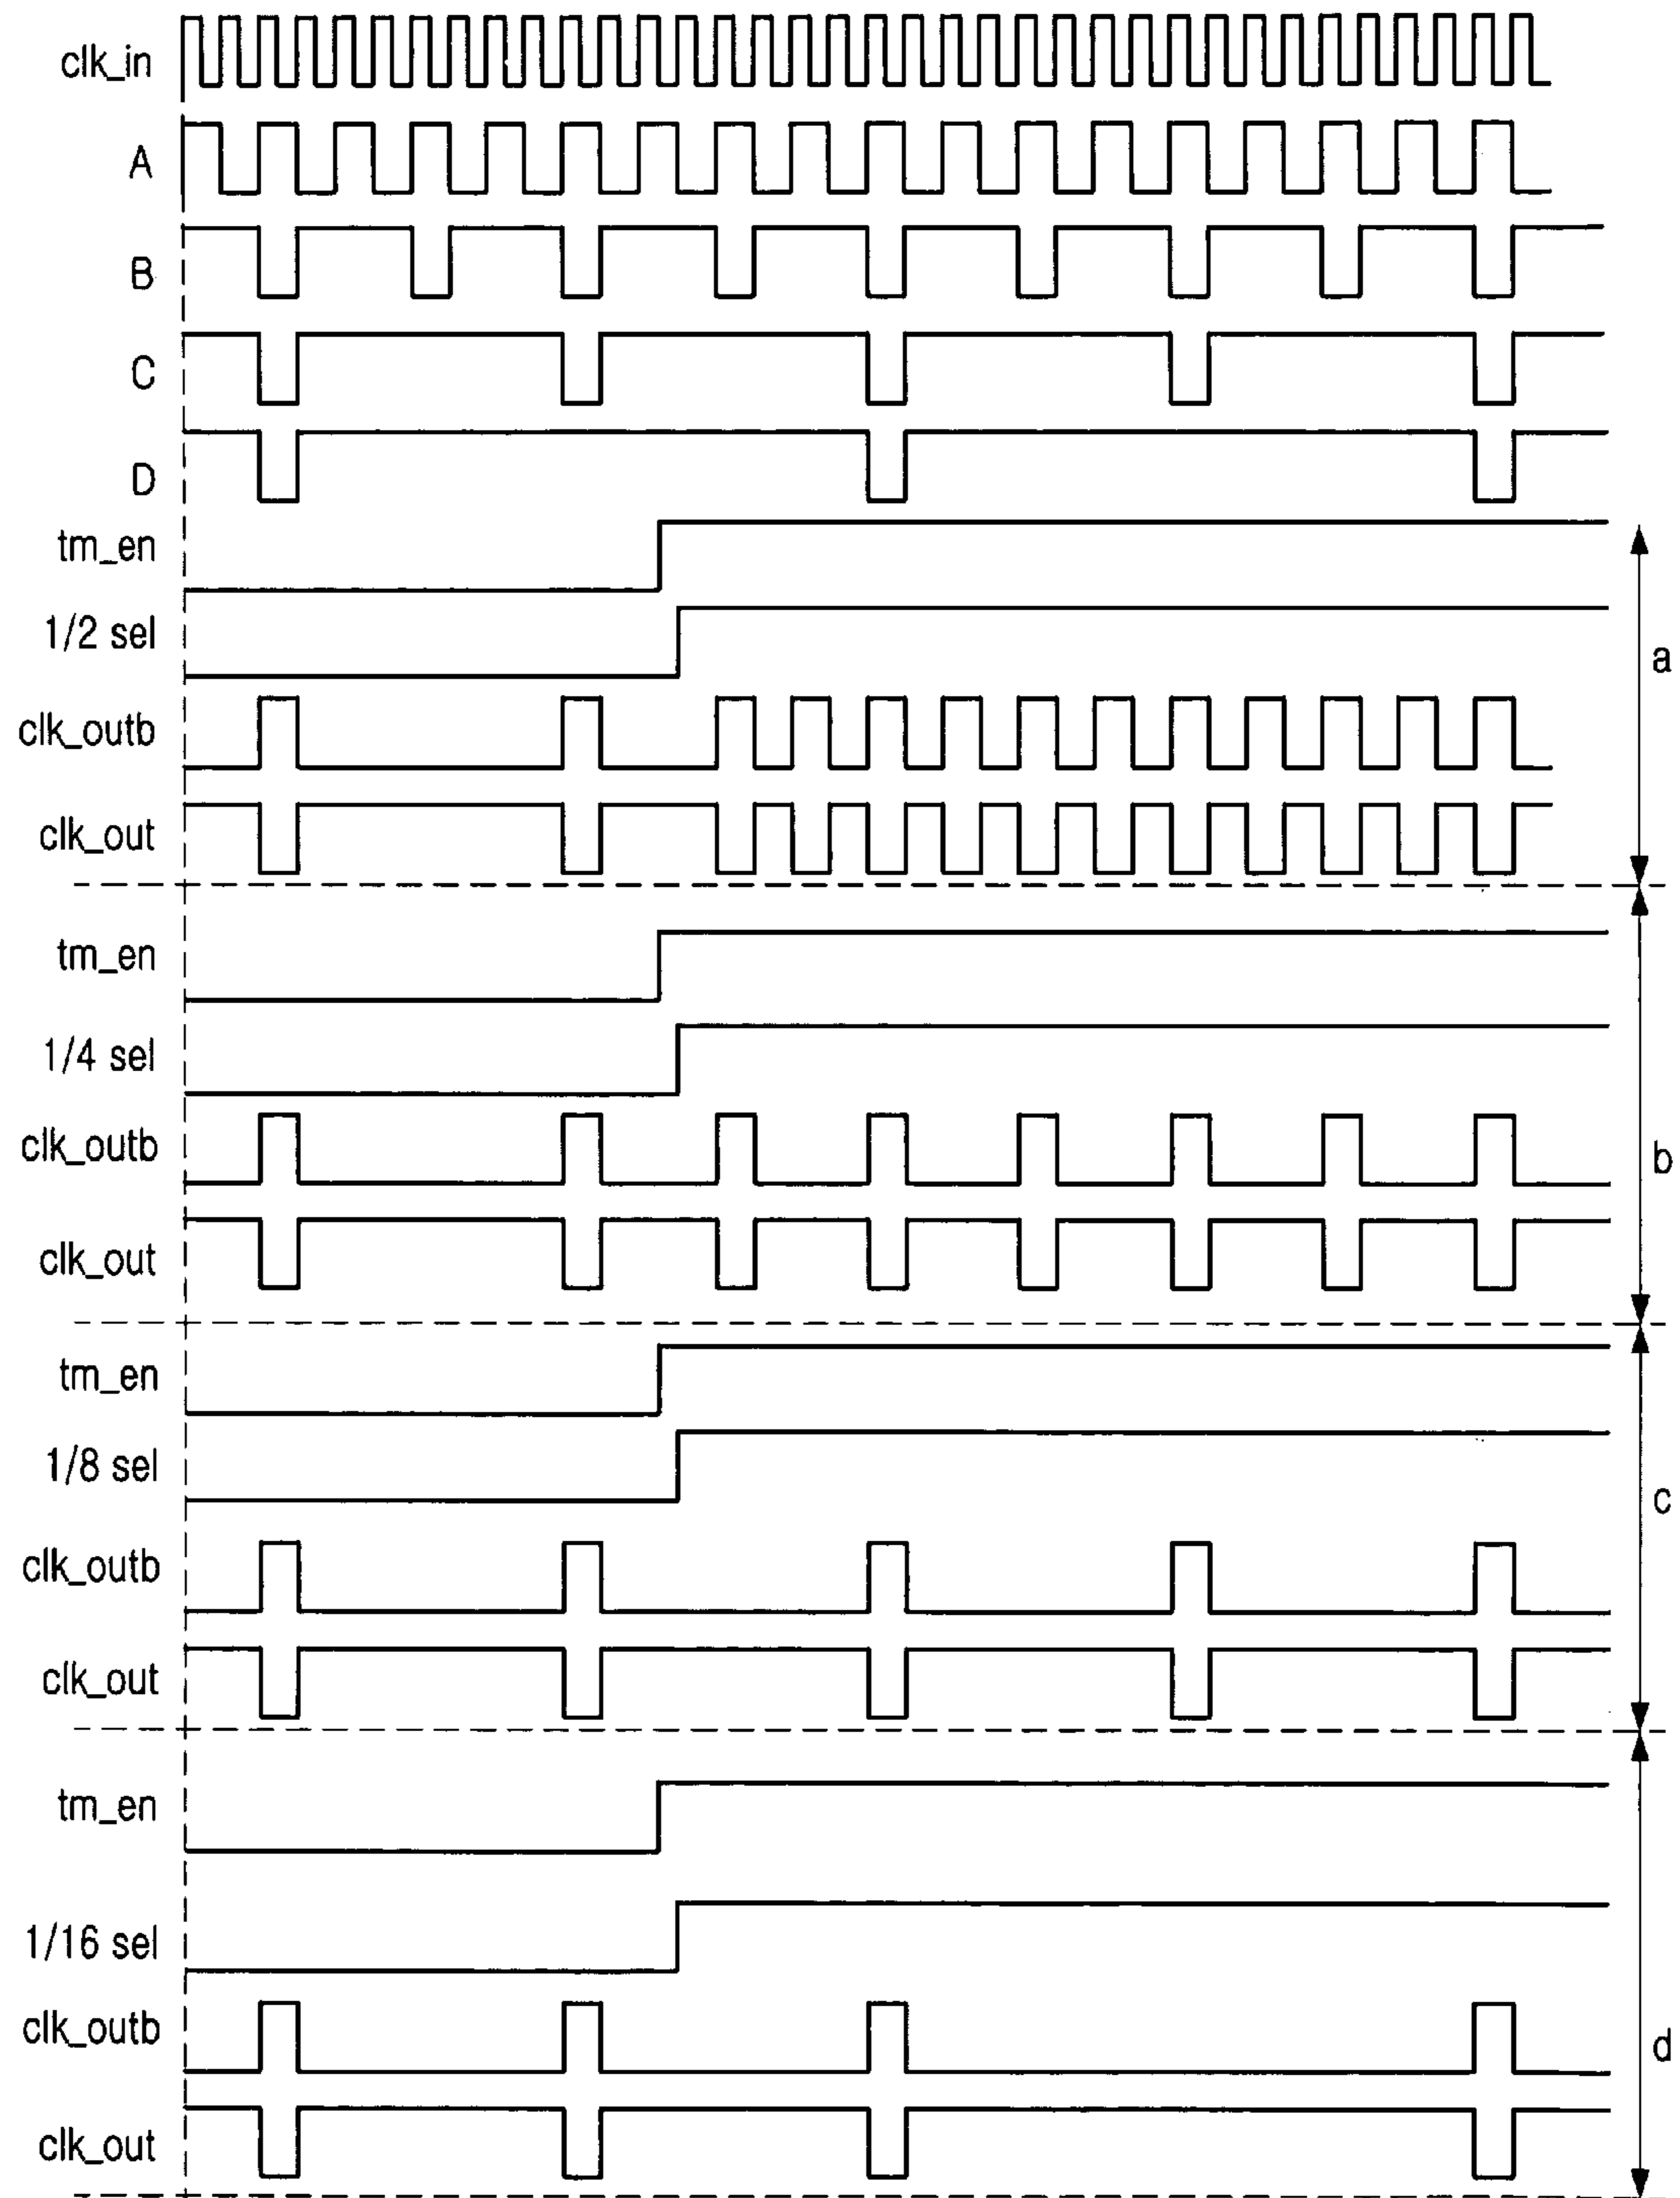 clk_in
A
B
C
D
tm_en
1/2 sel
a
clk_outb
clk_out
tm_en
1/4 sel
clk_outb
b
clk_out
tm_en
1/8 sel
c
clk_outb
clk_out
tm_en
1/16 sel
clk_outb
d
clk_out